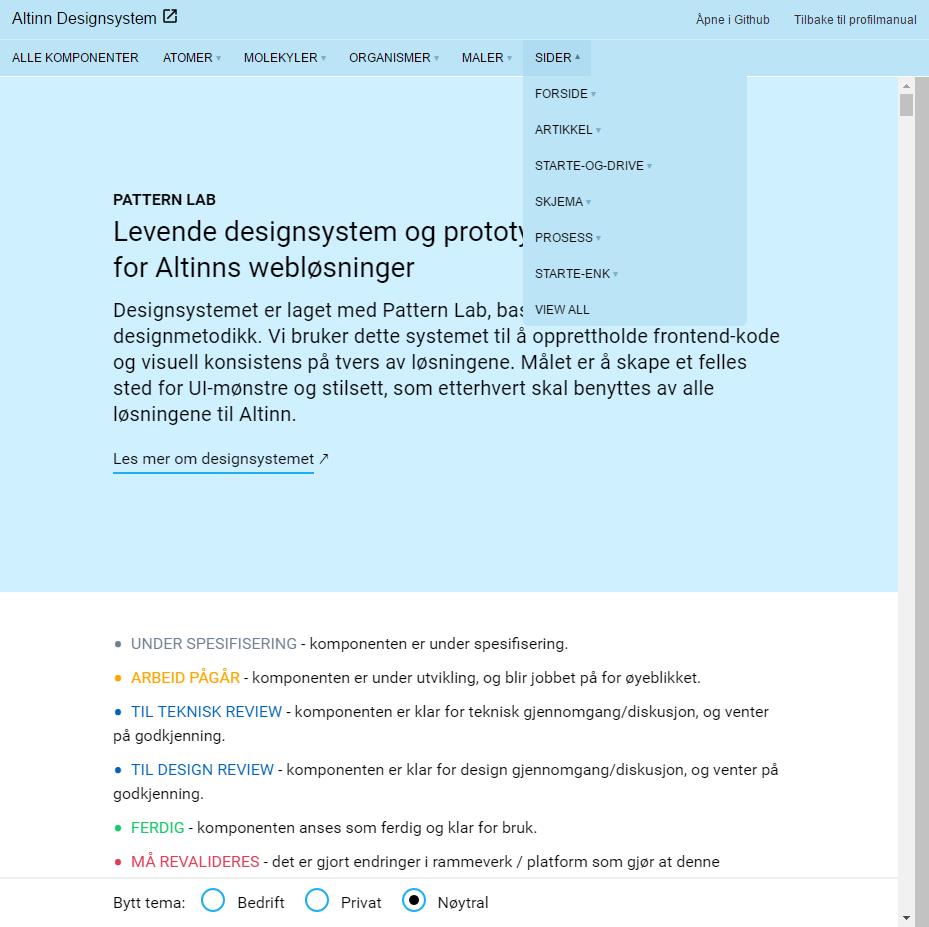 Altinn Designsystem
Åpne i Github
Tilbake til profilmanual
ALLE KOMPONENTER
ATOMER
MOLEKYLER
ORGANISMER
MALER
SIDER
FORSIDE
ARTIKKEL
STARTE-OG-DRIVE
SKJEMA
PROSESS
STARTE-ENK
VIEW ALL
PATTERN LAB
Levende designsystem og
for Altinns webløsninger
Designsystemet er laget med Pattern Lab,
designmetodikk. Vi bruker dette systemet til å opprettholde frontend-kode
og visuell konsistens på tvers av løsningene. Målet er å skape et felles
sted for UI-mønstre og stilsett, som etterhvert skal benyttes av alle
løsningene til Altinn.
Les mer om designsystemet ↗
• UNDER SPESIFISERING - komponenten er under spesifisering.
• ARBEID PÅGÅR - komponenten er under utvikling, og blir jobbet på for øyeblikket.
• TIL TEKNISK REVIEW - komponenten er klar for teknisk gjennomgang/diskusjon, og venter
på godkjenning.
• TIL DESIGN REVIEW - komponenten er klar for design gjennomgang/diskusjon, og venter på
godkjenning.
• FERDIG - komponenten anses som ferdig og klar for bruk.
• MÅ REVALIDERES - det er gjort endringer i rammeverk / platform som gjør at denne
Bytt tema:
Bedrift
Privat
Nøytral